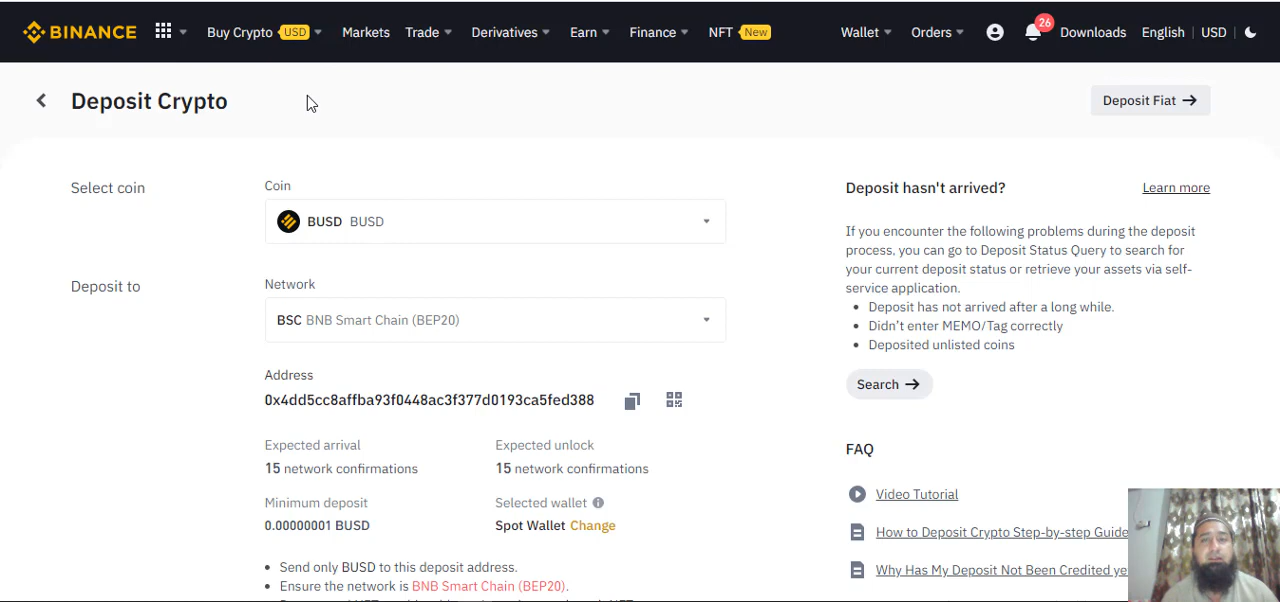 BINANCE Buy Crypto USD Markets Trade Derivatives Earn Finance NFT New Wallet Orders 26 Downloads English | USD |
Deposit Crypto
Deposit Fiat
Select coin
Coin
BUSD BUSD
Deposit to
Network
BSC BNB Smart Chain (BEP20)
Address
0x4dd5cc8affba93f0448ac3f377d0193ca5fed388
Expected arrival
15 network confirmations
Expected unlock
15 network confirmations
Minimum deposit
0.00000001 BUSD
Selected wallet
Spot Wallet Change
Send only BUSD to this deposit address.
Ensure the network is BNB Smart Chain (BEP20).
Deposit hasn't arrived?
Learn more
If you encounter the following problems during the deposit
process, you can go to Deposit Status Query to search for
your current deposit status or retrieve your assets via self-
service application.
Deposit has not arrived after a long while.
Didn't enter MEMO/Tag correctly
Deposited unlisted coins
Search
FAQ
Video Tutorial
How to Deposit Crypto Step-by-step Guide
Why Has My Deposit Not Been Credited ye